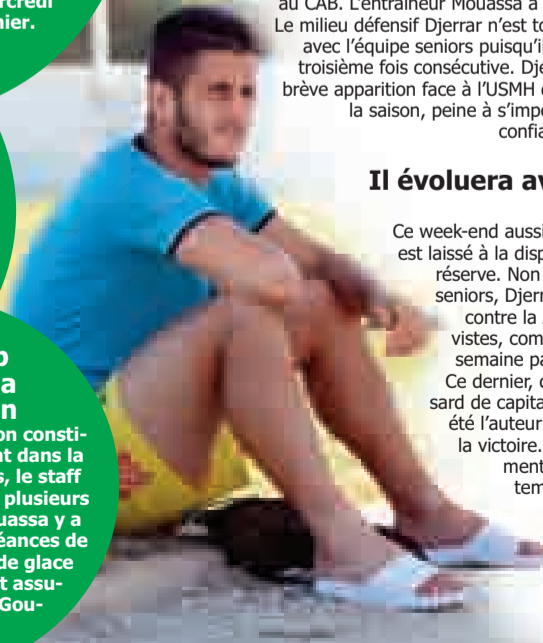 ercredi
nier.
au CAB. L'entraîneur Mouassa a
Le milieu défensif Djerrar n'est to
avec l'équipe seniors puisqu'i
troisième fois consécutive. Dje
brève apparition face à l'USMH
la saison, peine à s'impo
confia
Il évoluera av
Ce week-end aussi
est laissé à la disp
réserve. Non
seniors, Djerr
contre la
vistes, com
semaine pa
Ce dernier,
sard de capita
été l'auteur
la victoire.
ment
tem
a
n
on consti-
nt dans la
s, le staff
plusieurs
uassa y a
éances de
de glace
t assu-
Gou-